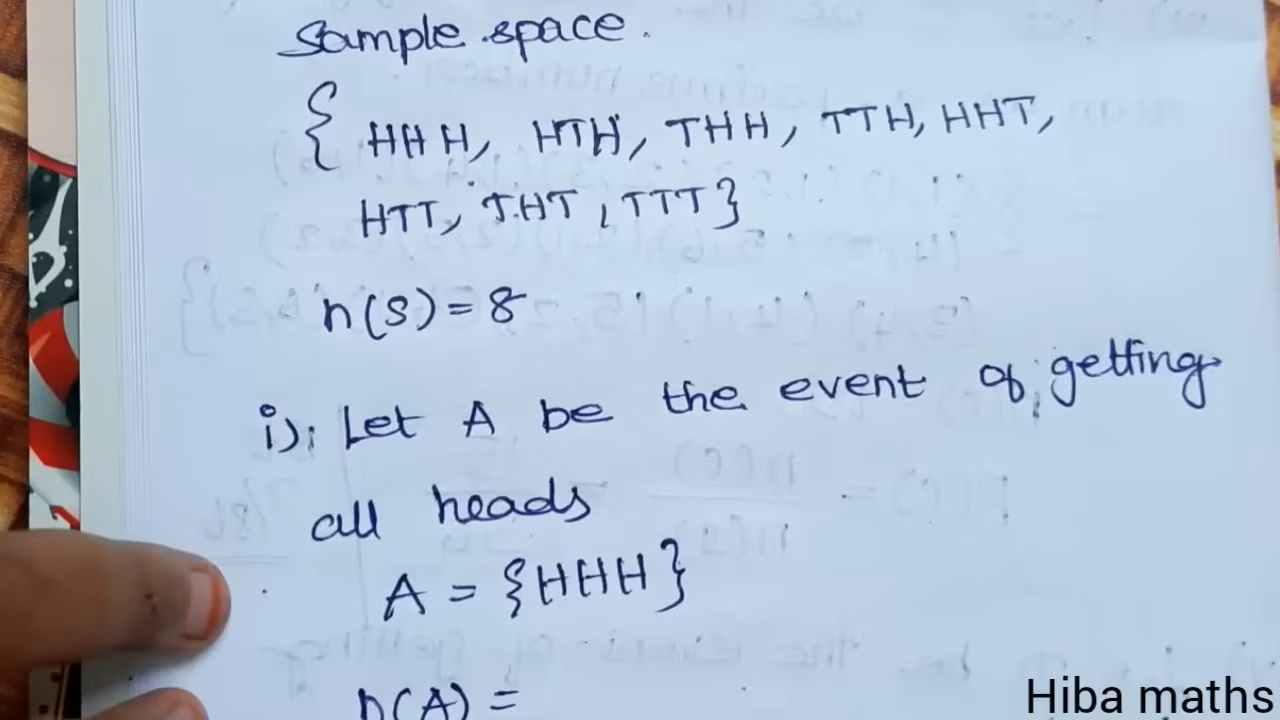 Sample space.
{ HHH, HTH, THH, TTH, HHT,
HTT, THT, TTT}
n(S)=8
i); Let A be the event of getting
all heads
A = {HHH}
n(A) =
Hiba maths